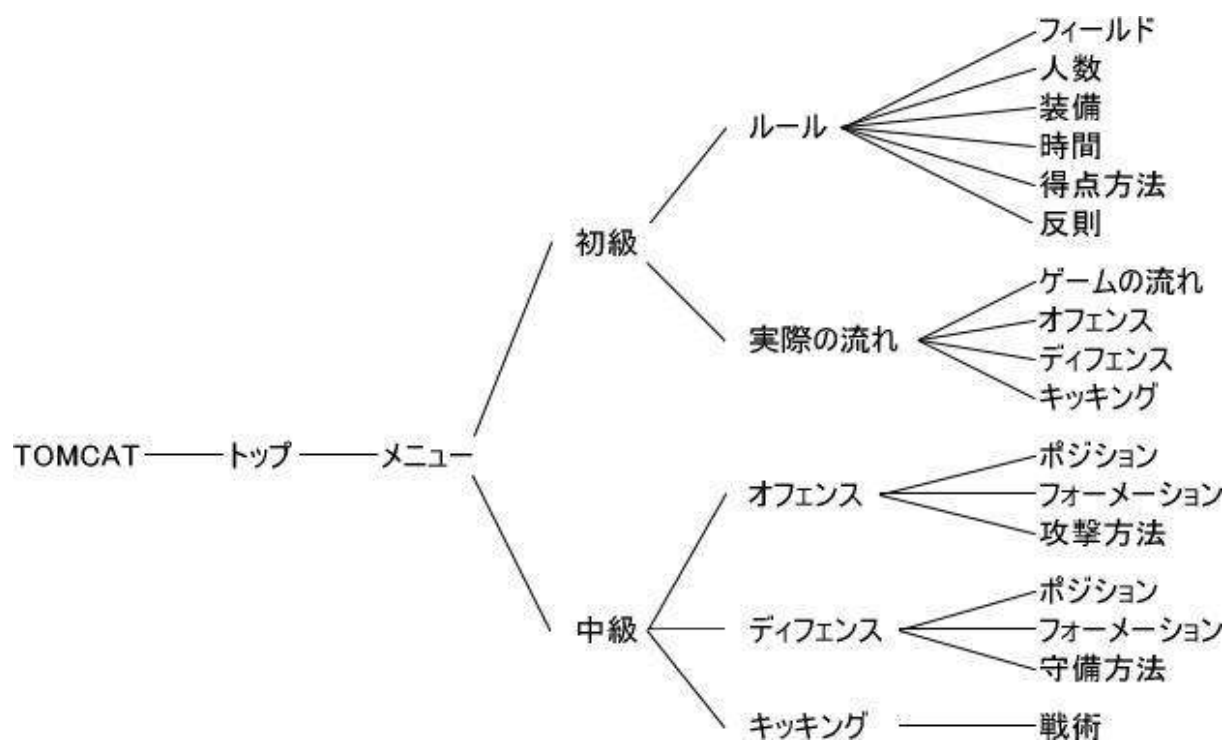 フィールド
人数
ルール
装備
時間
得点方法
反則
初級
ゲームの流れ
オフェンス
実際の流れ
ディフェンス
キッキング
TOMCAT
トップ
メニュー
ポジション
オフェンス
フォーメーション
攻撃方法
ポジション
中級
ディフェンス
フォーメーション
守備方法
キッキング
戦術